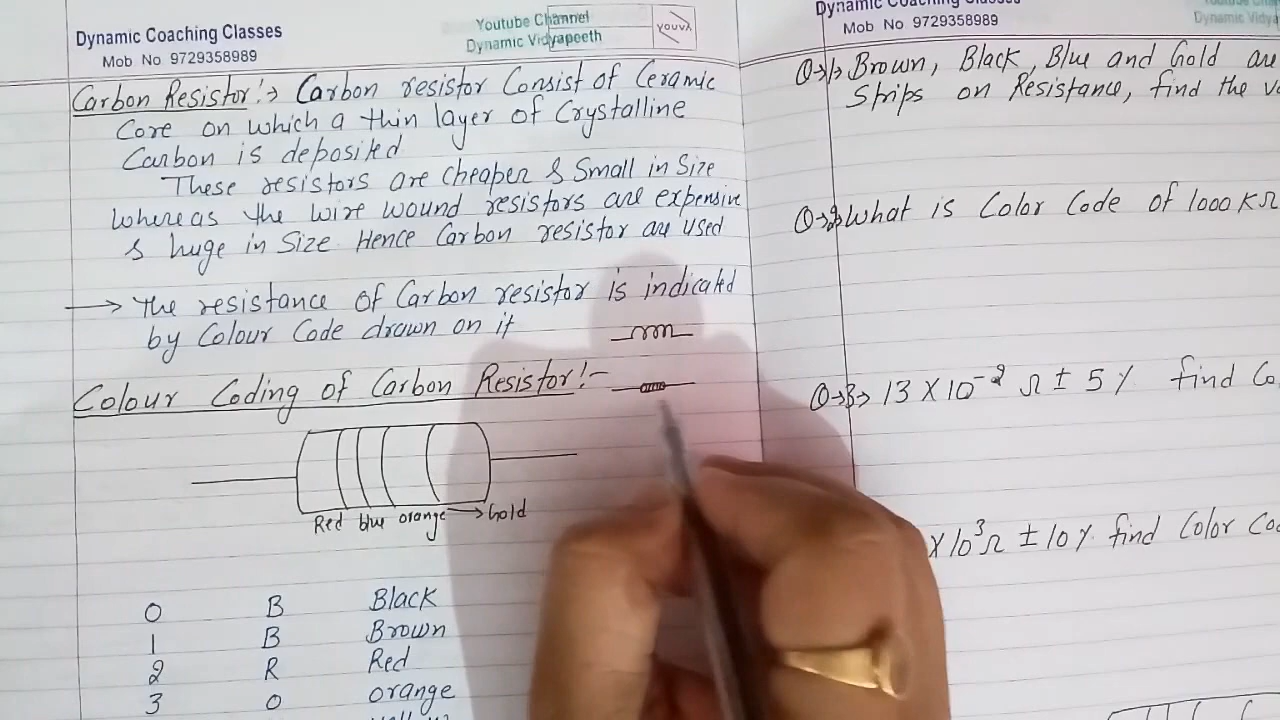 Dynamic Coaching Classes
Mob No 9729358989
Youtube Channel
Dynamic Vidyapeeth
Carbon Resistor:→ Carbon resistor Consist of Ceramic
Core on which a thin layer of Crystalline
Carbon is deposited
These resistors are cheaper & Small in Size
whereas the wire wound resistors are expensive
& huge in Size. Hence Carbon resistor are used
→ The resistance of Carbon resistor is indicated
by Colour Code drawn on it
Colour Coding of Carbon Resistor:-
Red blue orange → Gold
0 B Black
1 B Brown
2 R Red
3 O orange
Dynamic Coaching Classes
Mob No 9729358989
Q→1→ Brown, Black, Blue and Gold are
Strips on Resistance, find the
Q→2→ What is Color Code of 1000 KΩ
Q→3→ 13 X 10⁻² Ω ± 5 % find
X 10³Ω ± 10 % find Color